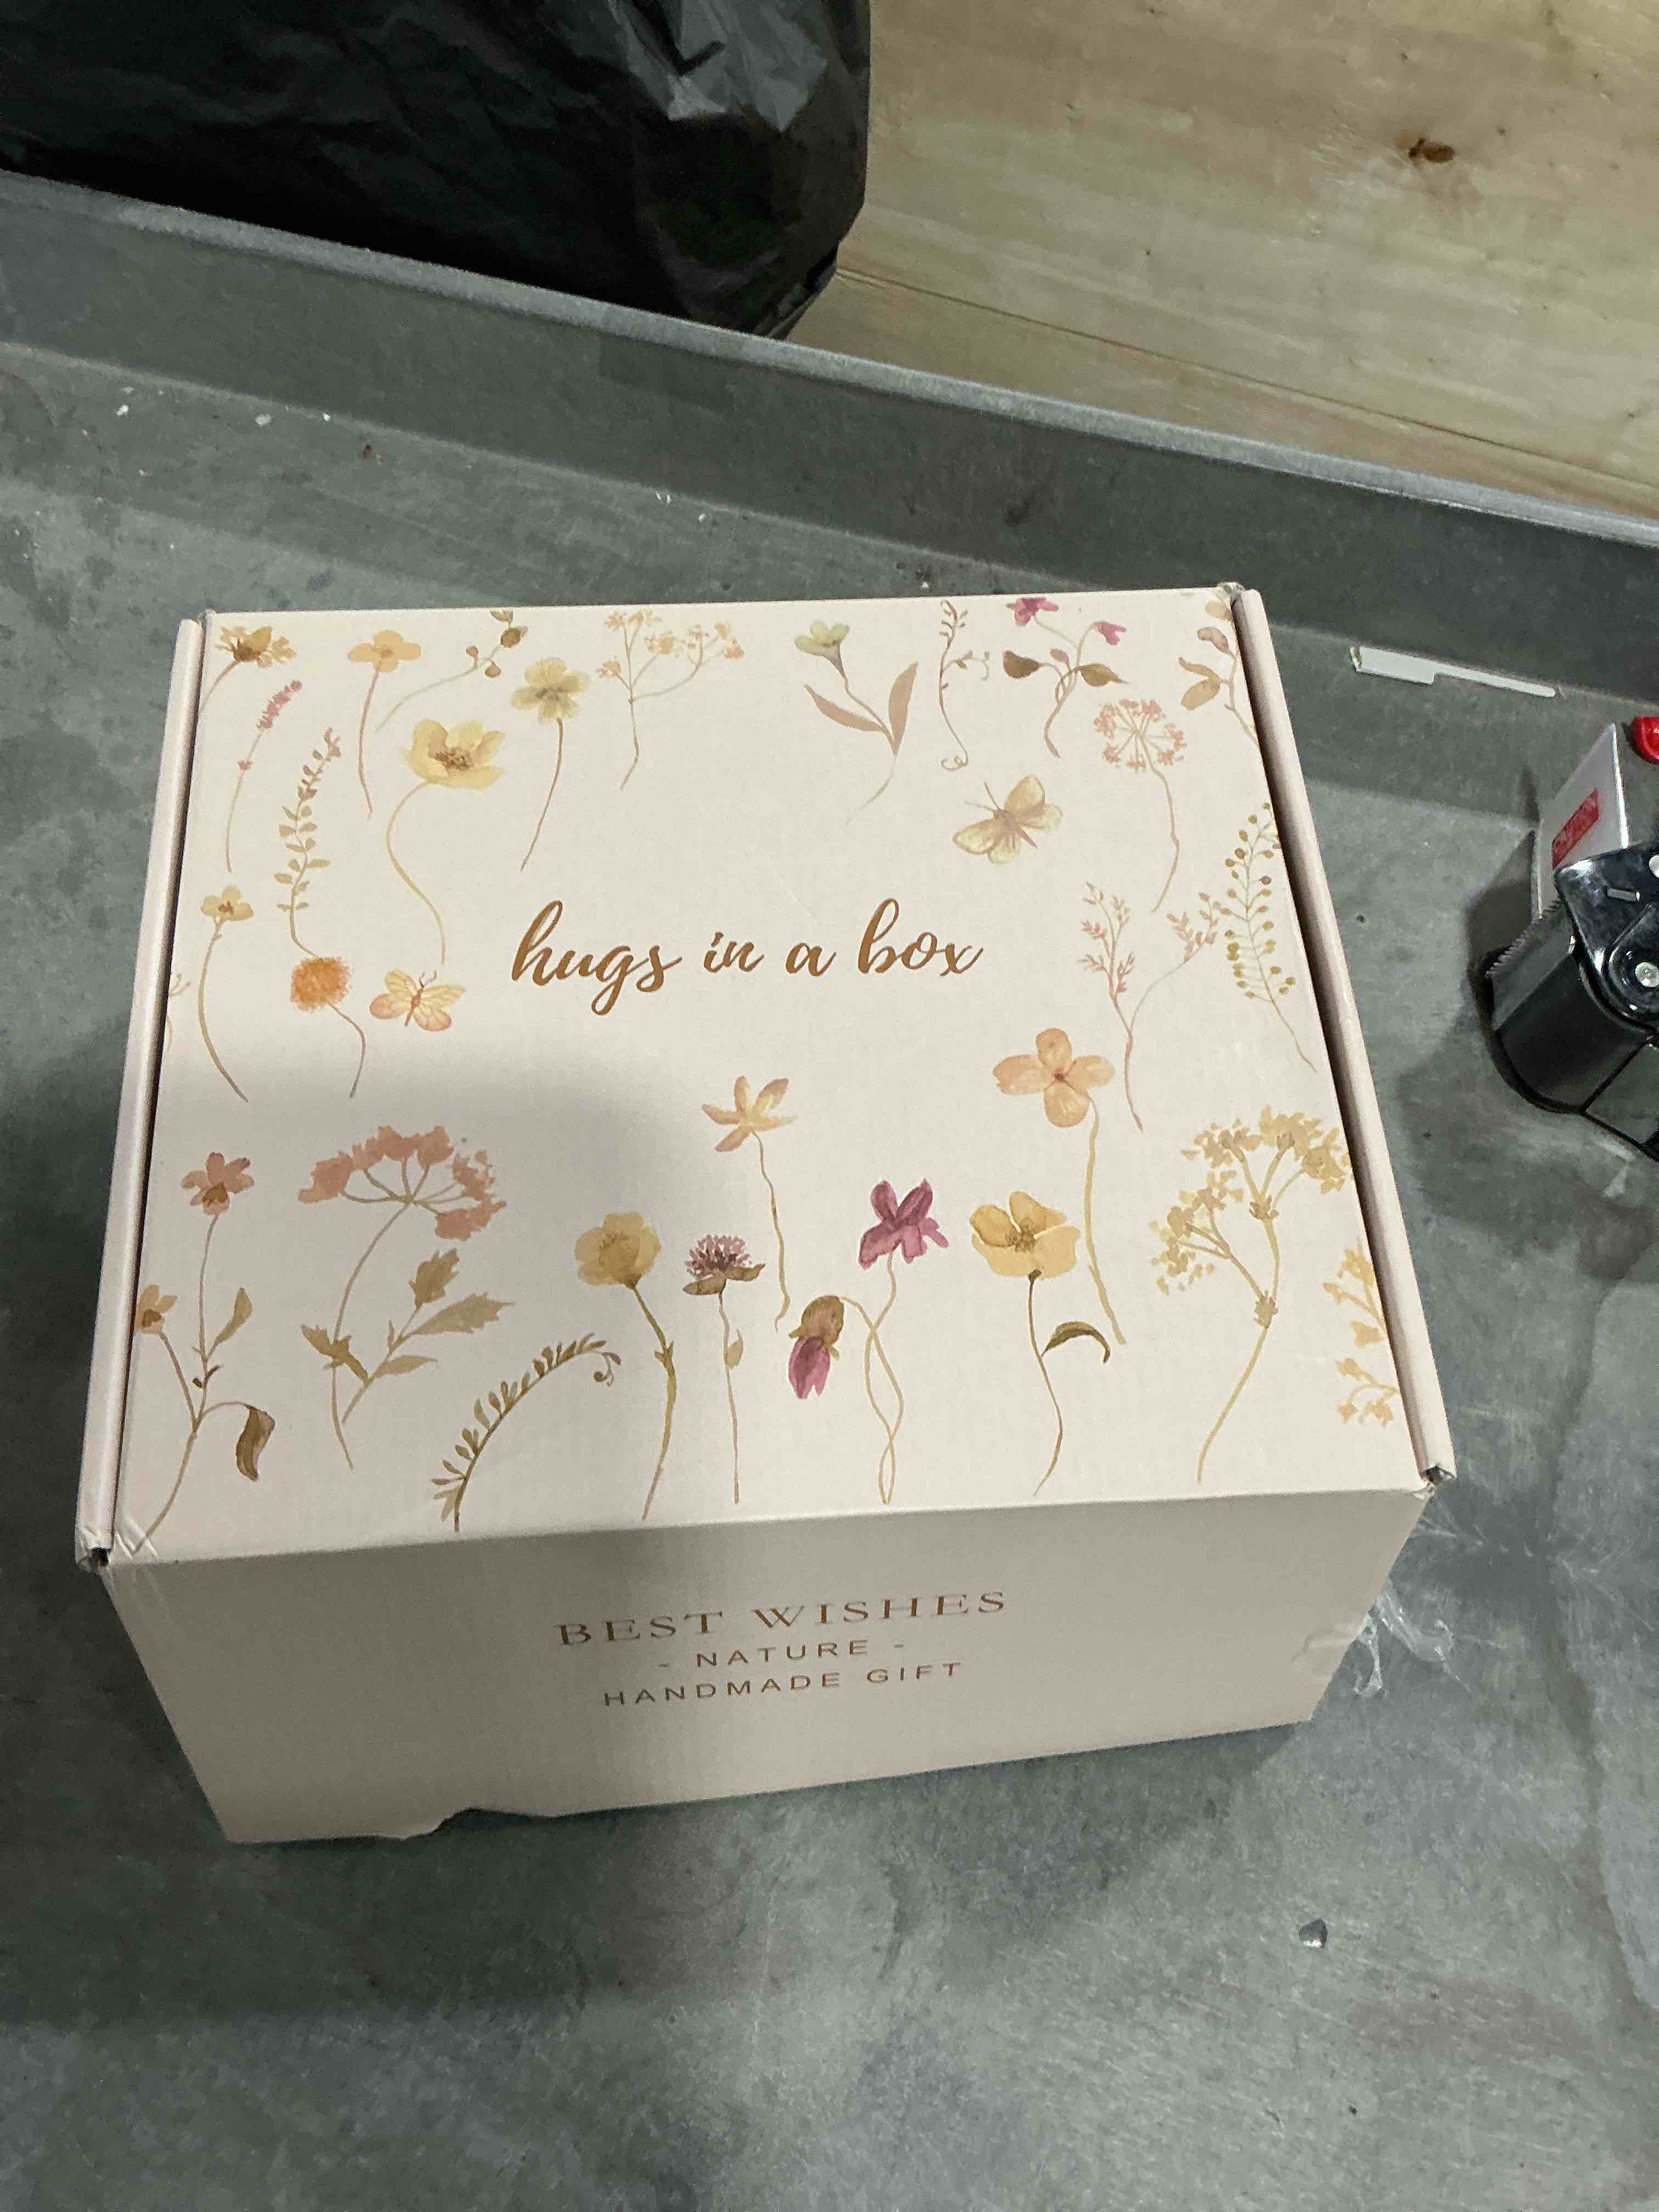 hugs in a box
BEST WISHES
- NATURE -
HANDMADE GIFT